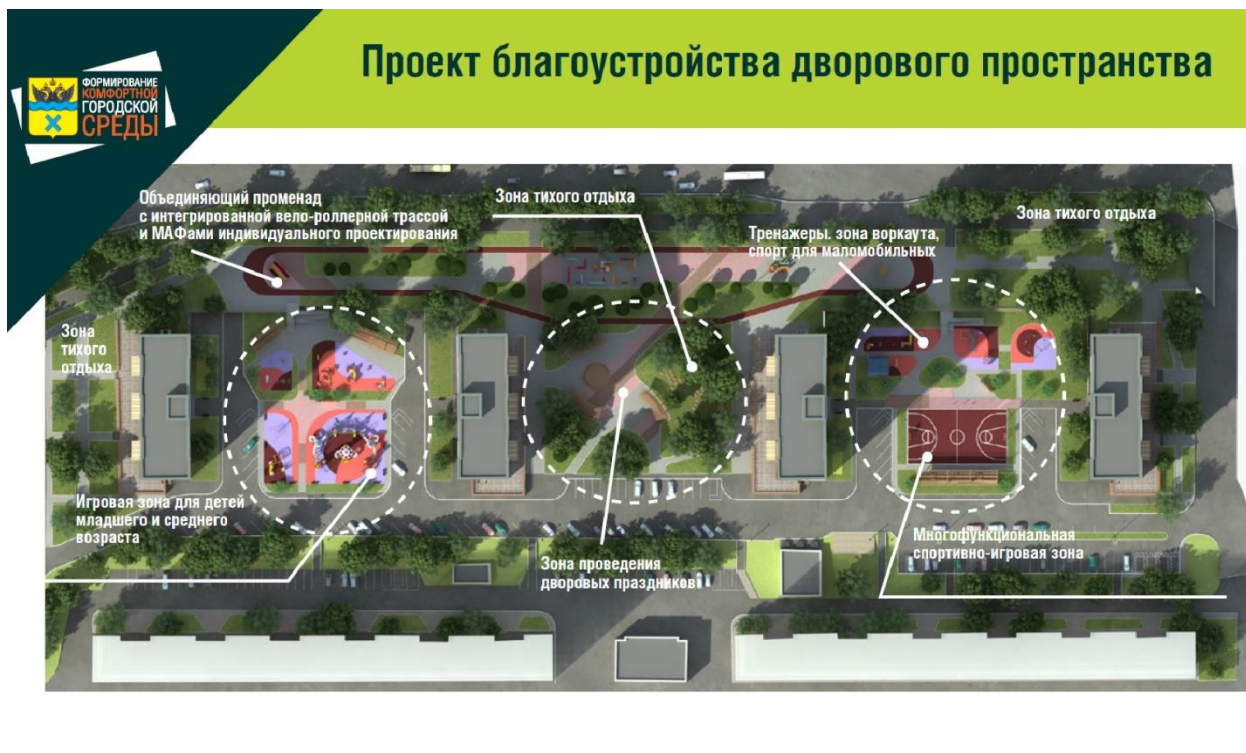 Проект благоустройства дворового пространства
ФОРМИРОВАНИЕ
КОМФОРТНОЙ
ГОРОДСКОЙ
СРЕДЫ
Объединяющий променад
с интегрированной вело-роллерной трассой
и МАФами индивидуального проектирования
Зона тихого отдыха
Тренажеры. зона воркаута,
спорт для маломобильных
Зона тихого отдыха
Зона
тихого
отдыха
Игровая зона для детей
младшего и среднего
возраста
Зона проведения
дворовых праздников
Многофункциональная
спортивно-игровая зона